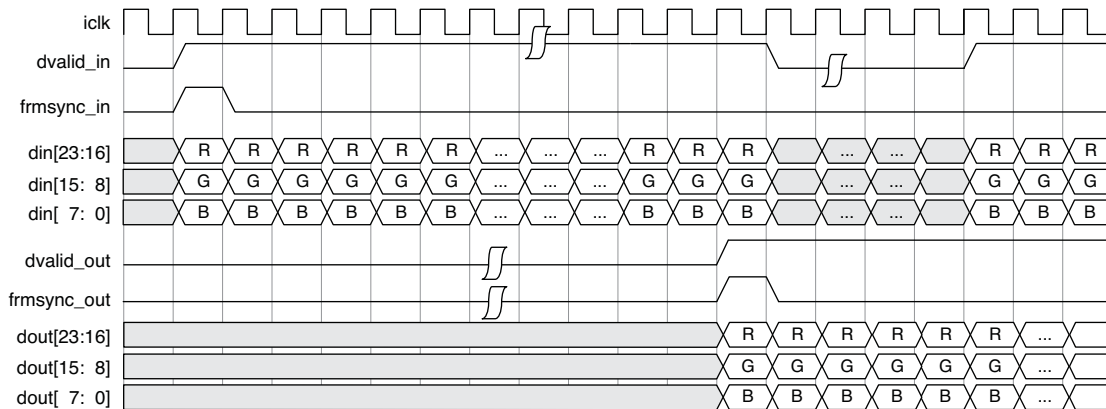 iclk
dvalid_in
frmsync_in
din[23:16] R R R R R R ... ... ... R R R ... ... R R R
din[15: 8] G G G G G G ... ... ... G G G ... ... G G G
din[ 7: 0] B B B B B B ... ... ... B B B ... ... B B B
dvalid_out
frmsync_out
dout[23:16] R R R R R R ...
dout[15: 8] G G G G G G ...
dout[ 7: 0] B B B B B B ...